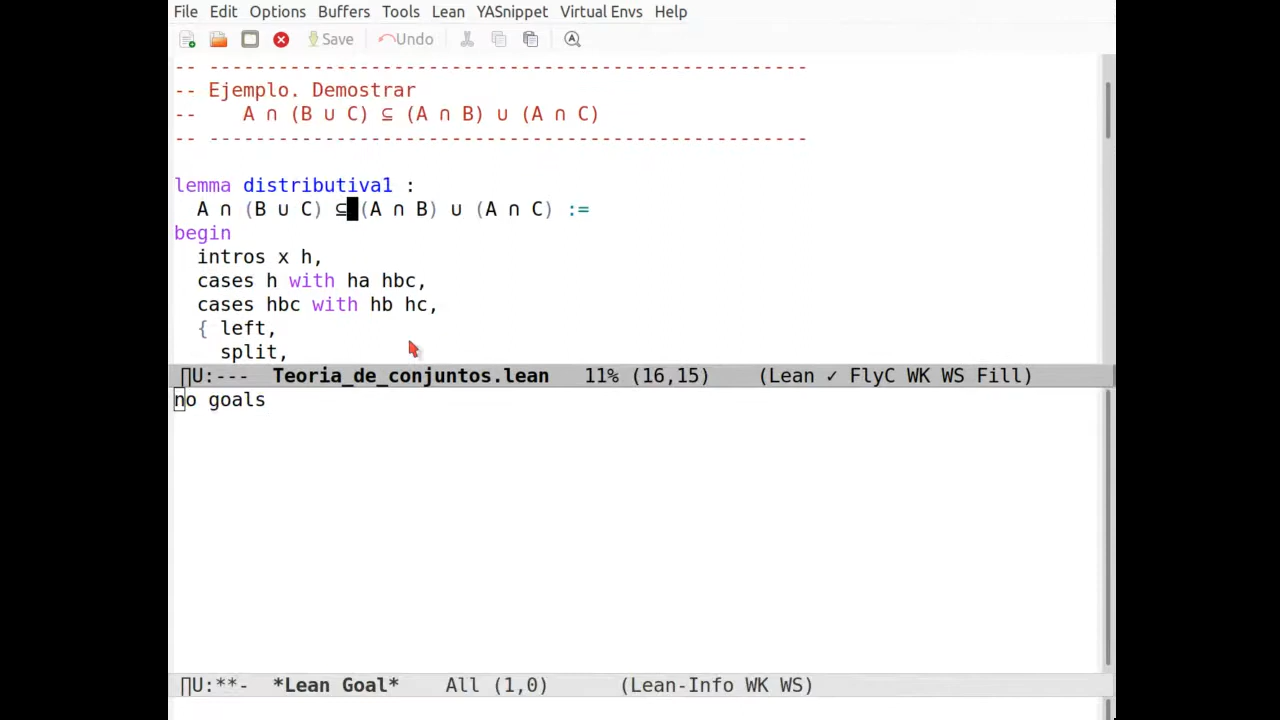 File Edit Options Buffers Tools Lean YASnippet Virtual Envs Help
Save Undo
-- ----------------------------------------------------
-- Ejemplo. Demostrar
--    A ∩ (B ∪ C) ⊆ (A ∩ B) ∪ (A ∩ C)
-- ----------------------------------------------------
lemma distributiva1 :
  A ∩ (B ∪ C) ⊆ (A ∩ B) ∪ (A ∩ C) :=
begin
  intros x h,
  cases h with ha hbc,
  cases hbc with hb hc,
  { left,
    split,
∏U:---  Teoria_de_conjuntos.lean   11% (16,15)    (Lean ✓ FlyC WK WS Fill)
no goals
∏U:**-  *Lean Goal*    All (1,0)      (Lean-Info WK WS)